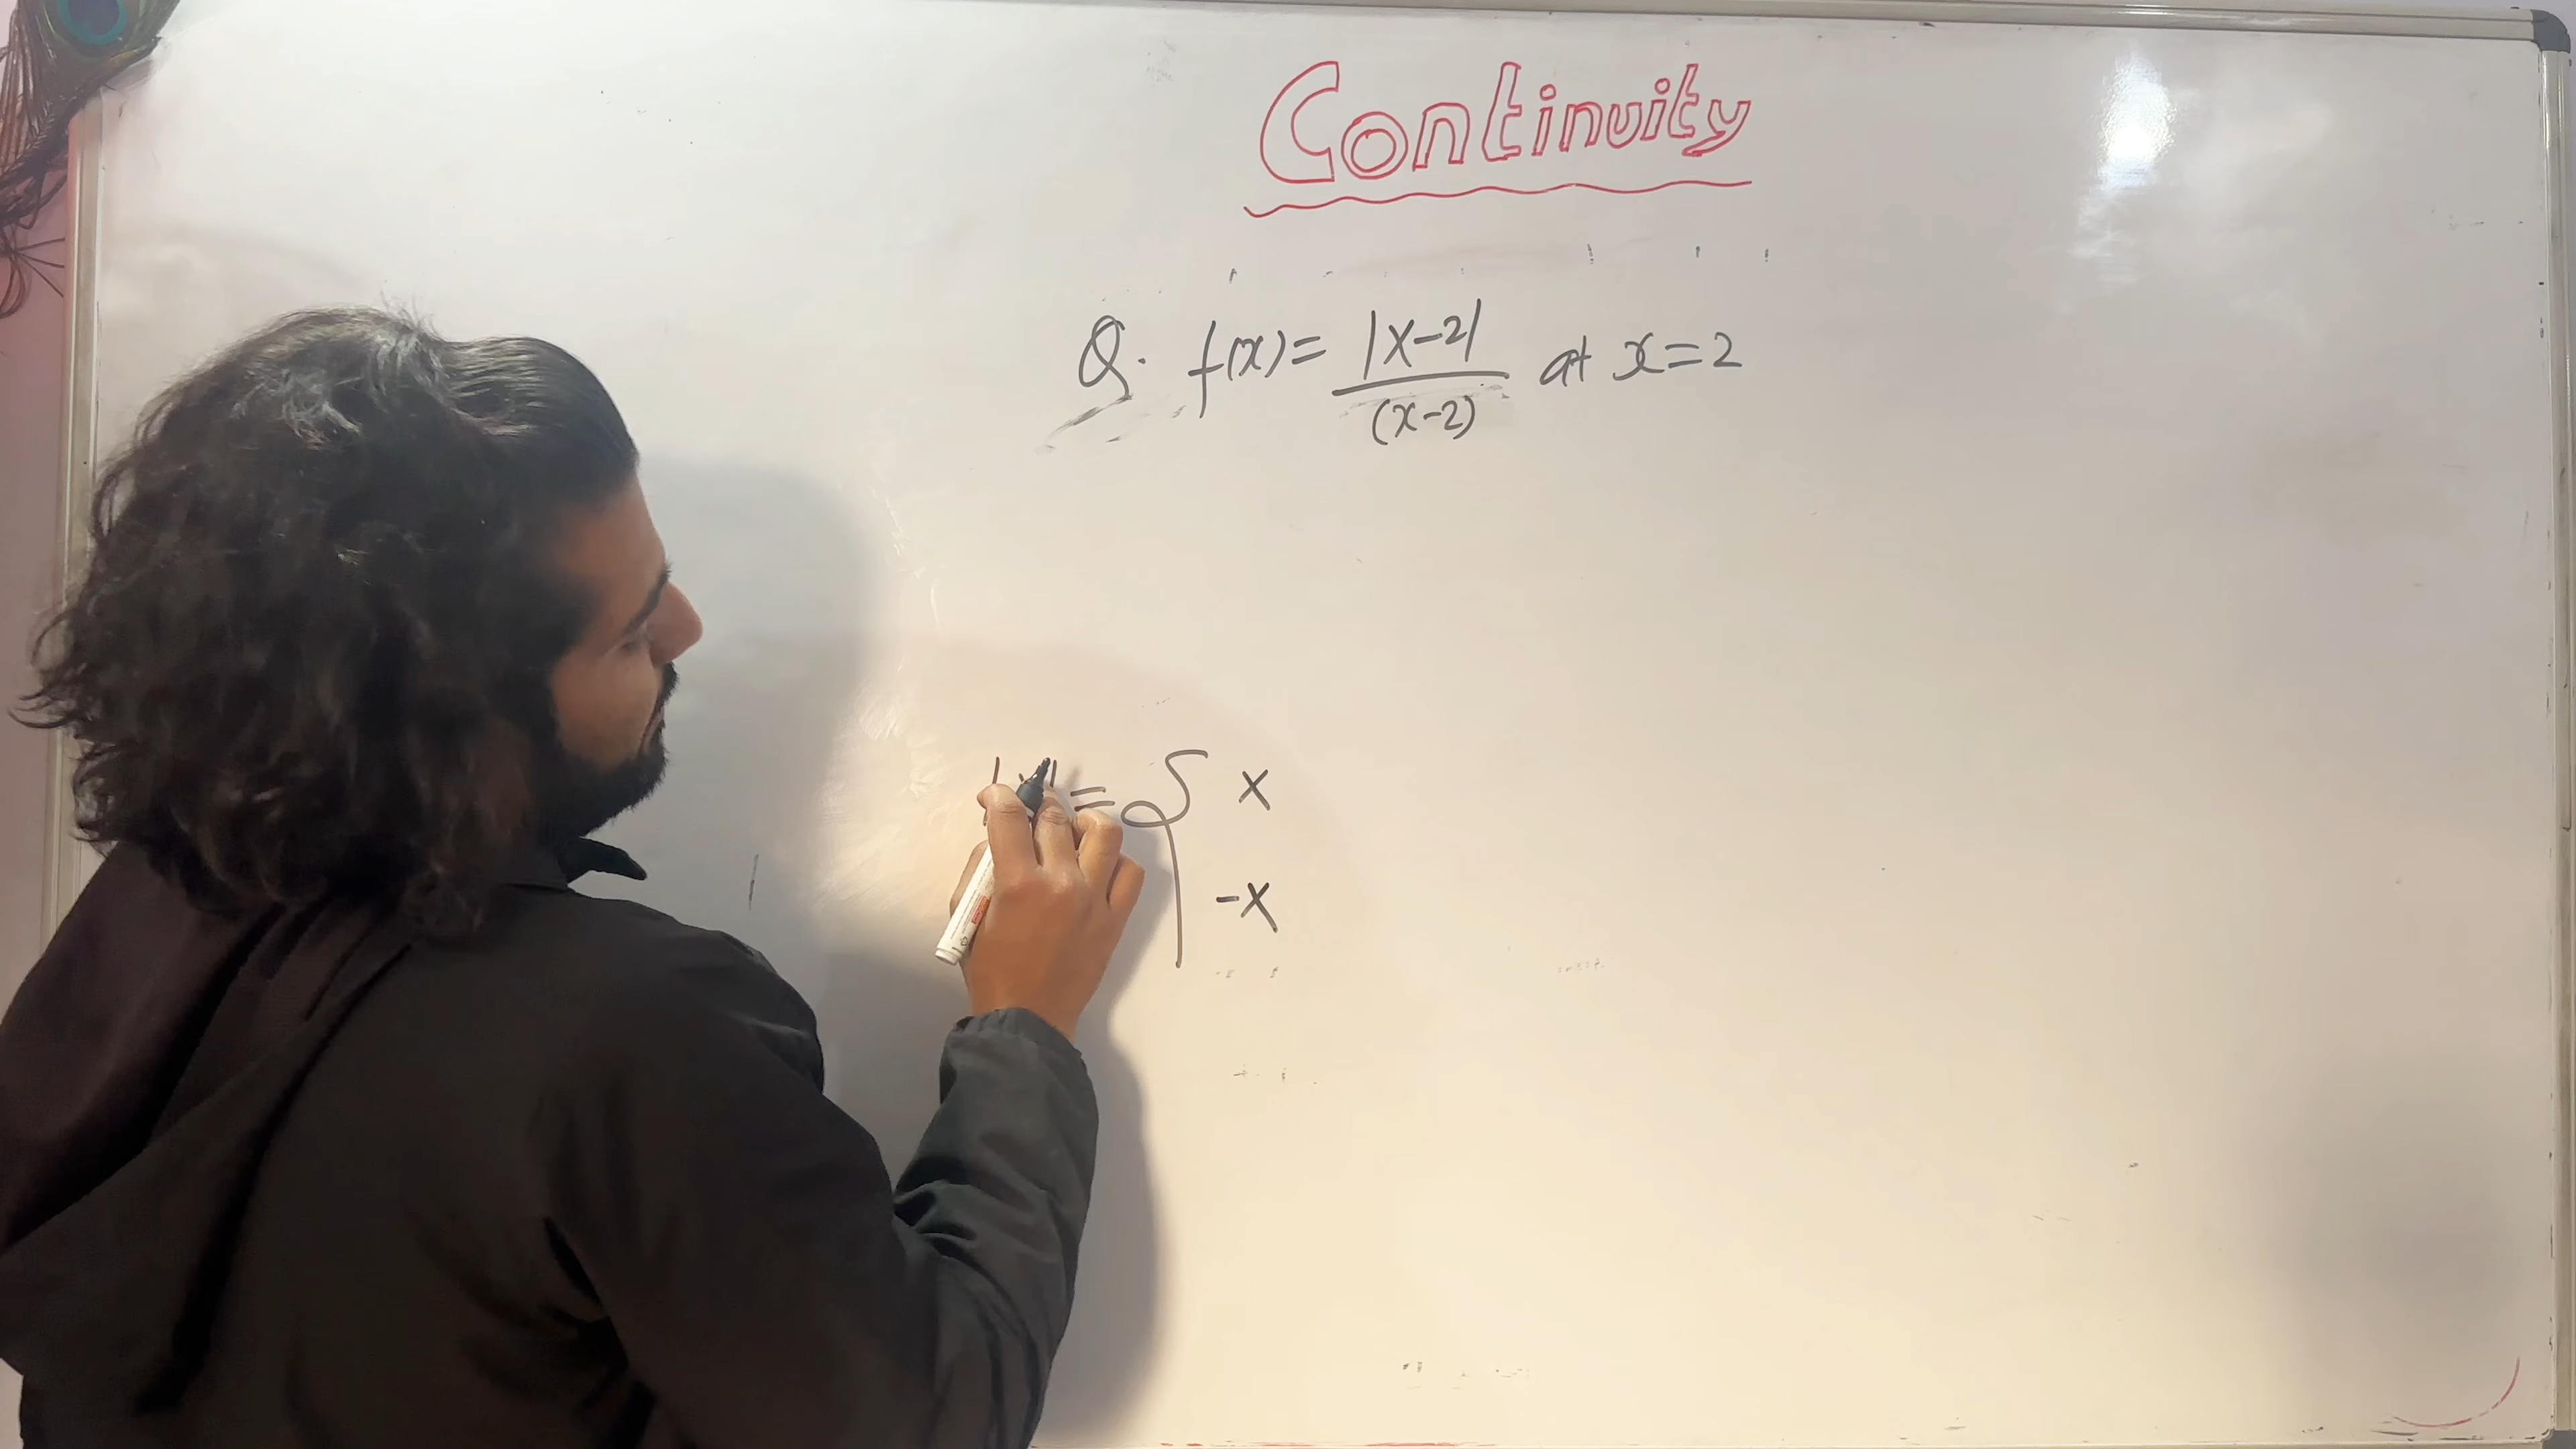 Continuity
Q. f(x) = |x-2| / (x-2) at x=2
|x| = { x
-x